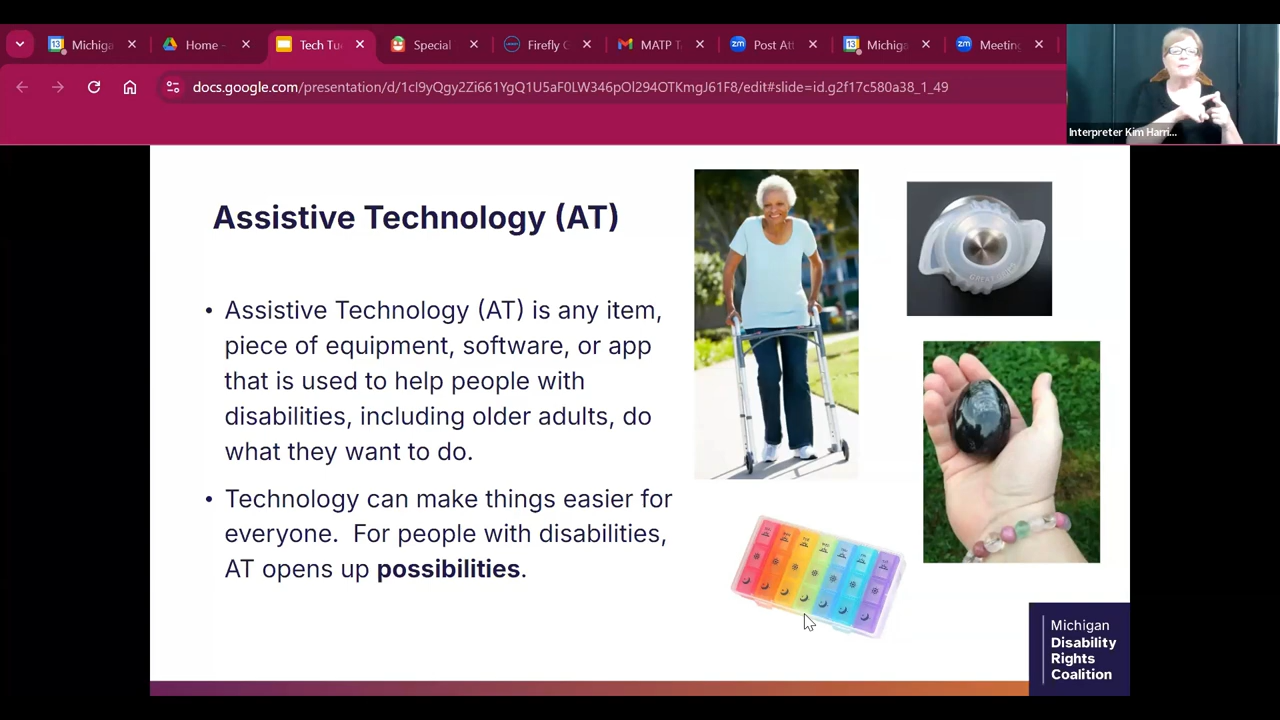 Michiga
Home -
Tech Tu
Special
Firefly
MATP T
Post Att
Michiga
Meeting
docs.google.com/presentation/d/1cI9yQgy2Zi661YgQ1U5aF0LW346pOl294OTKmgJ61F8/edit#slide=id.g2f17c580a38_1_49
Interpreter Kim Harri...
Assistive Technology (AT)
• Assistive Technology (AT) is any item,
piece of equipment, software, or app
that is used to help people with
disabilities, including older adults, do
what they want to do.
• Technology can make things easier for
everyone.  For people with disabilities,
AT opens up possibilities.
Michigan
Disability
Rights
Coalition